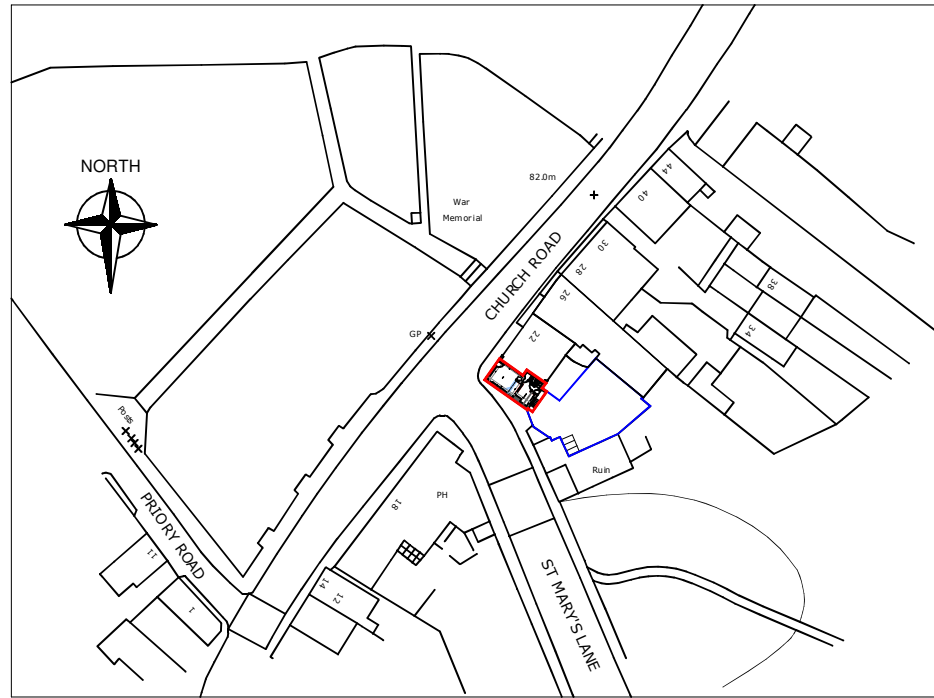 NORTH
82.0m
War
Memorial
CHURCH ROAD
44
40
30
28
26
22
38
34
GP
Posts
PRIORY ROAD
11
1
18
PH
14
12
Ruin
ST MARY'S LANE